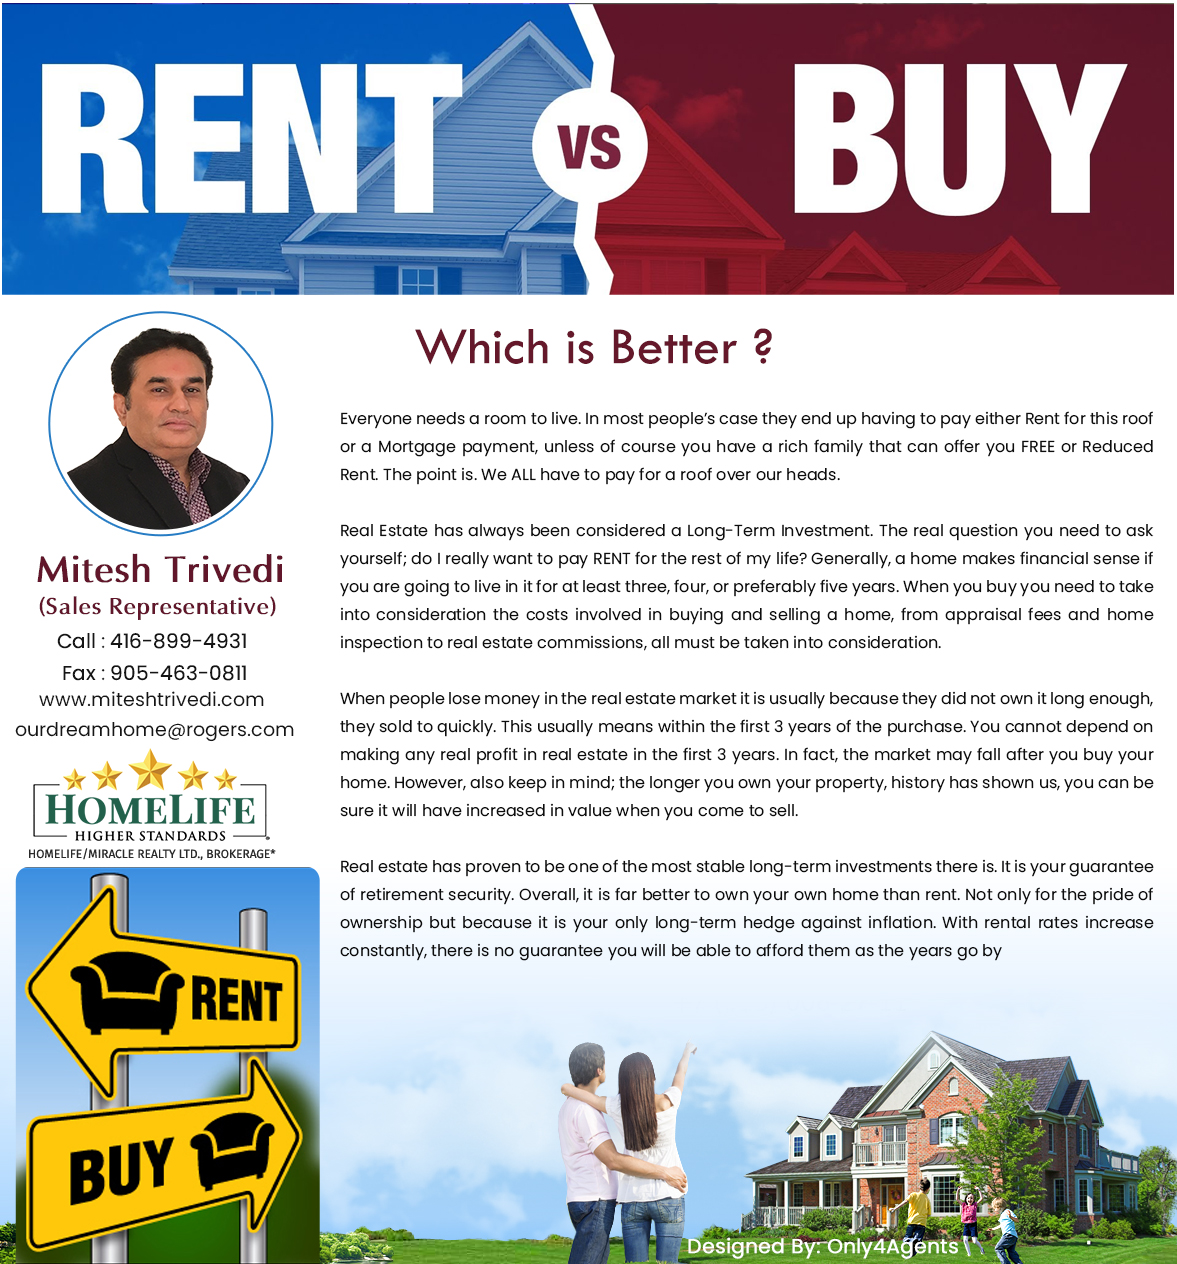 RENT VS BUY
Which is Better ?
Mitesh Trivedi
(Sales Representative)
Call : 416-899-4931
Fax : 905-463-0811
www.miteshtrivedi.com
ourdreamhome@rogers.com
HOMELIFE
HIGHER STANDARDS
HOMELIFE/MIRACLE REALTY LTD., BROKERAGE*
RENT
BUY
Everyone needs a room to live. In most people's case they end up having to pay either Rent for this roof
or a Mortgage payment, unless of course you have a rich family that can offer you FREE or Reduced
Rent. The point is. We ALL have to pay for a roof over our heads.
Real Estate has always been considered a Long-Term Investment. The real question you need to ask
yourself; do I really want to pay RENT for the rest of my life? Generally, a home makes financial sense if
you are going to live in it for at least three, four, or preferably five years. When you buy you need to take
into consideration the costs involved in buying and selling a home, from appraisal fees and home
inspection to real estate commissions, all must be taken into consideration.
When people lose money in the real estate market it is usually because they did not own it long enough,
they sold to quickly. This usually means within the first 3 years of the purchase. You cannot depend on
making any real profit in real estate in the first 3 years. In fact, the market may fall after you buy your
home. However, also keep in mind; the longer you own your property, history has shown us, you can be
sure it will have increased in value when you come to sell.
Real estate has proven to be one of the most stable long-term investments there is. It is your guarantee
of retirement security. Overall, it is far better to own your own home than rent. Not only for the pride of
ownership but because it is your only long-term hedge against inflation. With rental rates increase
constantly, there is no guarantee you will be able to afford them as the years go by
Designed By: Only4Agents